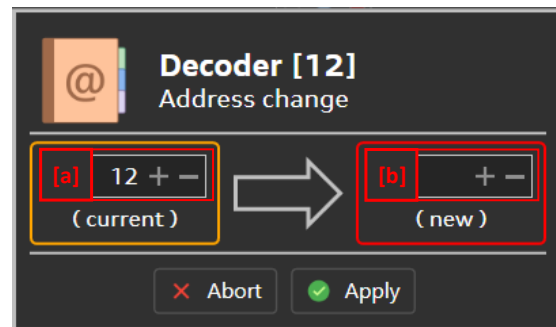 @
Decoder [12]
Address change
[a] 12 + −
( current )
[b] + −
( new )
Abort
Apply